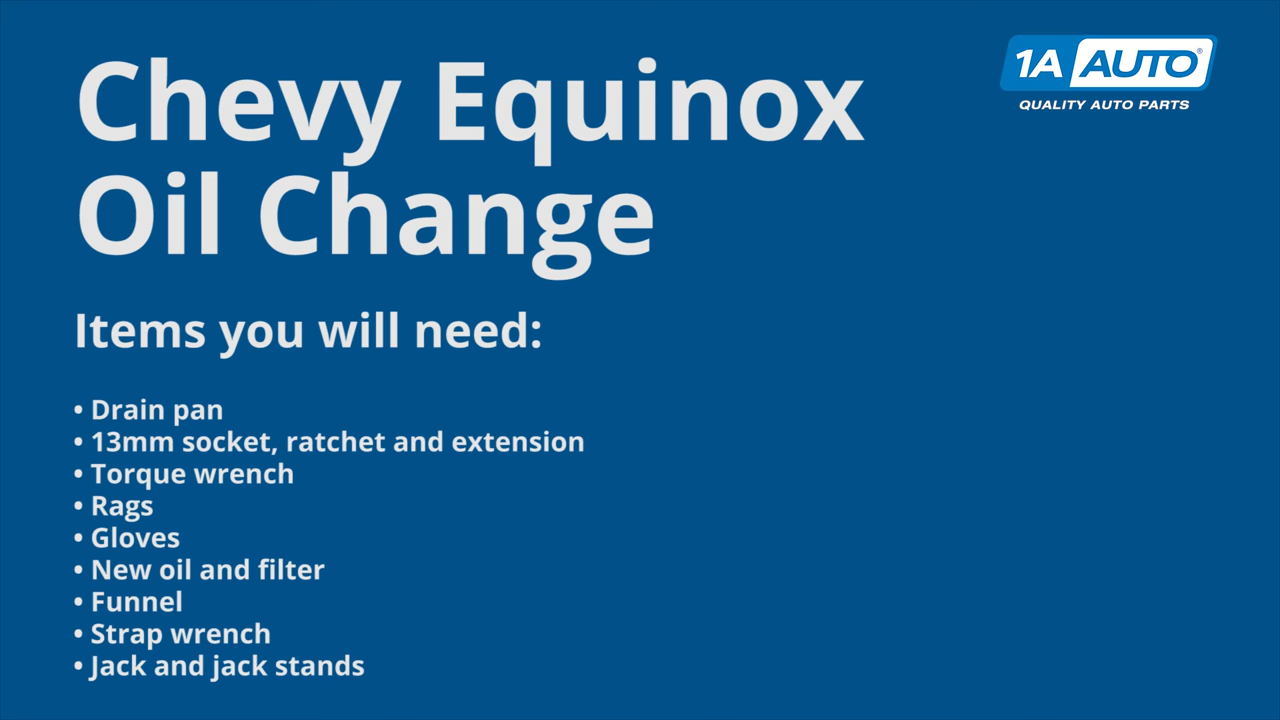 Chevy Equinox
Oil Change
1A AUTO®
QUALITY AUTO PARTS
Items you will need:
• Drain pan
• 13mm socket, ratchet and extension
• Torque wrench
• Rags
• Gloves
• New oil and filter
• Funnel
• Strap wrench
• Jack and jack stands